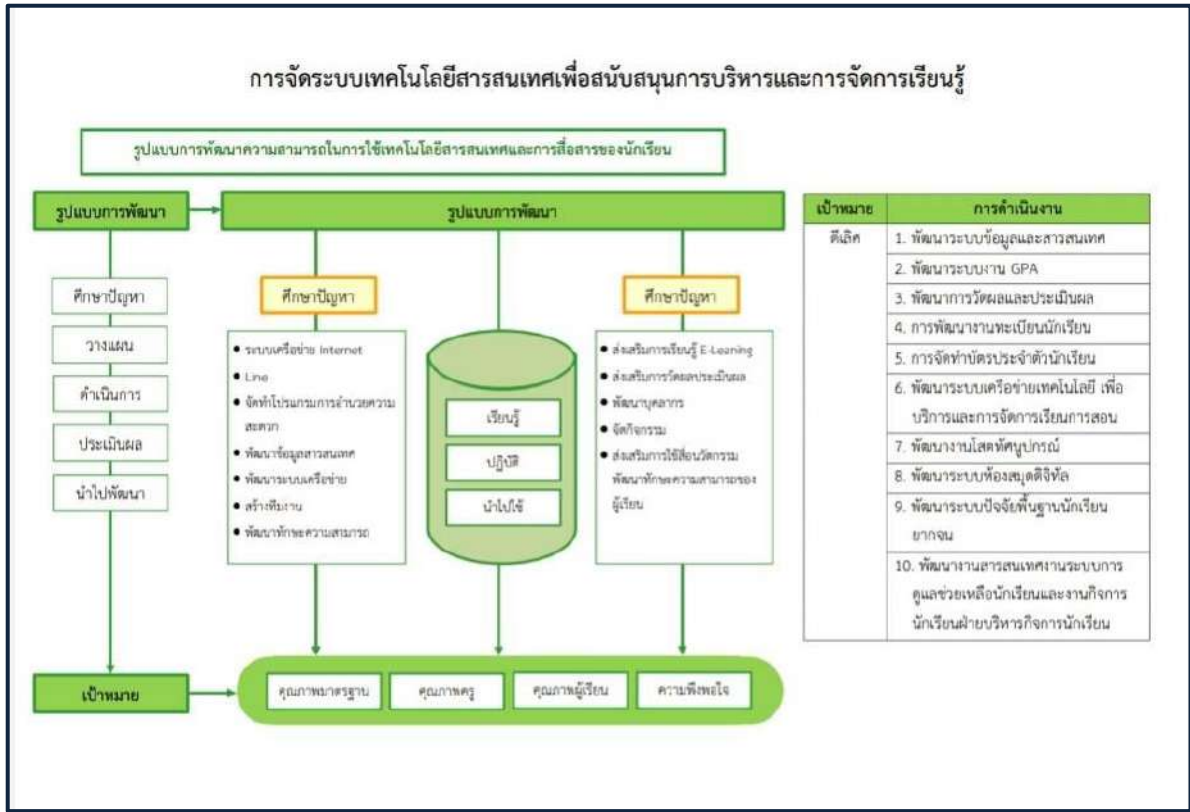 การจัดระบบเทคโนโลยีสารสนเทศเพื่อสนับสนุนการบริหารและการจัดการเรียนรู้
รูปแบบการพัฒนาความสามารถในการใช้เทคโนโลยีสารสนเทศและการสื่อสารของนักเรียน
รูปแบบการพัฒนา
รูปแบบการพัฒนา
ศึกษาปัญหา
วางแผน
ดำเนินการ
ประเมินผล
นำไปพัฒนา
ศึกษาปัญหา
● ระบบเครือข่าย Internet
● Line
● จัดทำโปรแกรมการอำนวยความ
สะดวก
● พัฒนาข้อมูลสารสนเทศ
● พัฒนาระบบเครือข่าย
● สร้างทีมงาน
● พัฒนาทักษะความสามารถ
เรียนรู้
ปฏิบัติ
นำไปใช้
ศึกษาปัญหา
● ส่งเสริมการเรียนรู้ E-Leaning
● ส่งเสริมการวัดผลประเมินผล
● พัฒนาบุคลากร
● จัดกิจกรรม
● ส่งเสริมการใช้สื่อนวัตกรรม
พัฒนาทักษะความสามารถของ
ผู้เรียน
เป้าหมาย
คุณภาพมาตรฐาน
คุณภาพครู
คุณภาพผู้เรียน
ความพึงพอใจ
เป้าหมาย
การดำเนินงาน
ดีเลิศ
1. พัฒนาระบบข้อมูลและสารสนเทศ
2. พัฒนาระบบงาน GPA
3. พัฒนาการวัดผลและประเมินผล
4. การพัฒนางานทะเบียนนักเรียน
5. การจัดทำบัตรประจำตัวนักเรียน
6. พัฒนาระบบเครือข่ายเทคโนโลยี เพื่อ
บริการและการจัดการเรียนการสอน
7. พัฒนางานโสตทัศนูปกรณ์
8. พัฒนาระบบห้องสมุดดิจิทัล
9. พัฒนาระบบปัจจัยพื้นฐานนักเรียน
ยากจน
10. พัฒนางานสารสนเทศงานระบบการ
ดูแลช่วยเหลือนักเรียนและงานกิจการ
นักเรียนฝ่ายบริหารกิจการนักเรียน